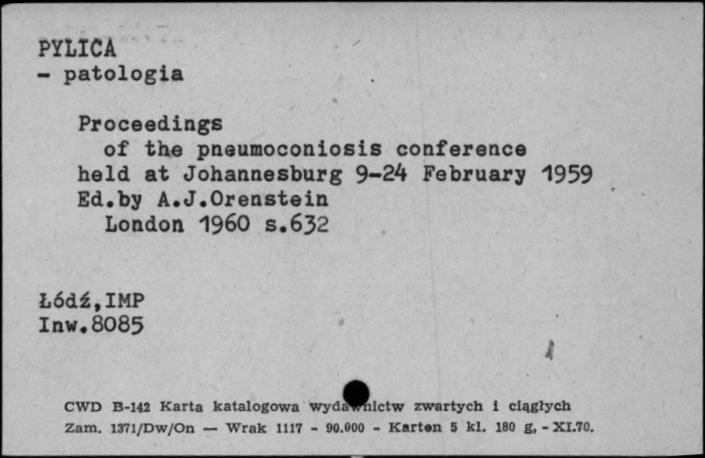 PYLICA
- patologia
Proceedings
of the pneumoconiosis conference
held at Johannesburg 9-24 February 1959
Ed.by A.J.Orenstein
London 1960 s.632
Łódź,IMP
Inw.8085
CWD B-142 Karta katalogowa wydawnictw zwartych i ciągłych
Zam. 1371/Dw/On — Wrak 1117 - 90.000 - Karton 5 kl. 180 g, - XI.70.